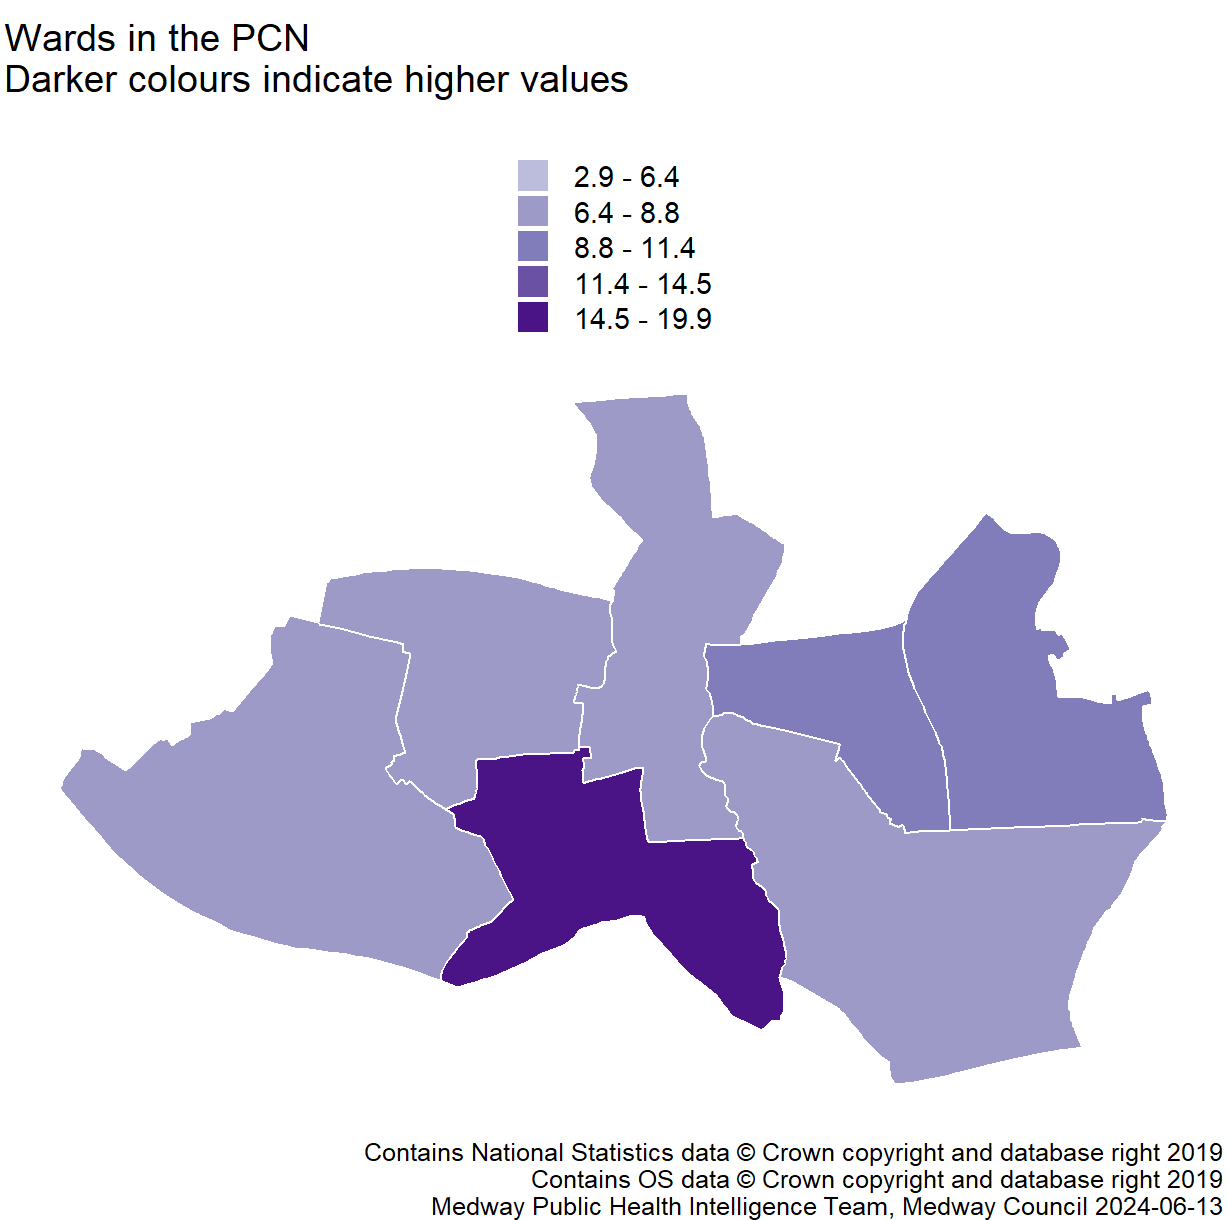 Wards in the PCN
Darker colours indicate higher values
2.9 - 6.4
6.4 - 8.8
8.8 - 11.4
11.4 - 14.5
14.5 - 19.9
Contains National Statistics data © Crown copyright and database right 2019
Contains OS data © Crown copyright and database right 2019
Medway Public Health Intelligence Team, Medway Council 2024-06-13